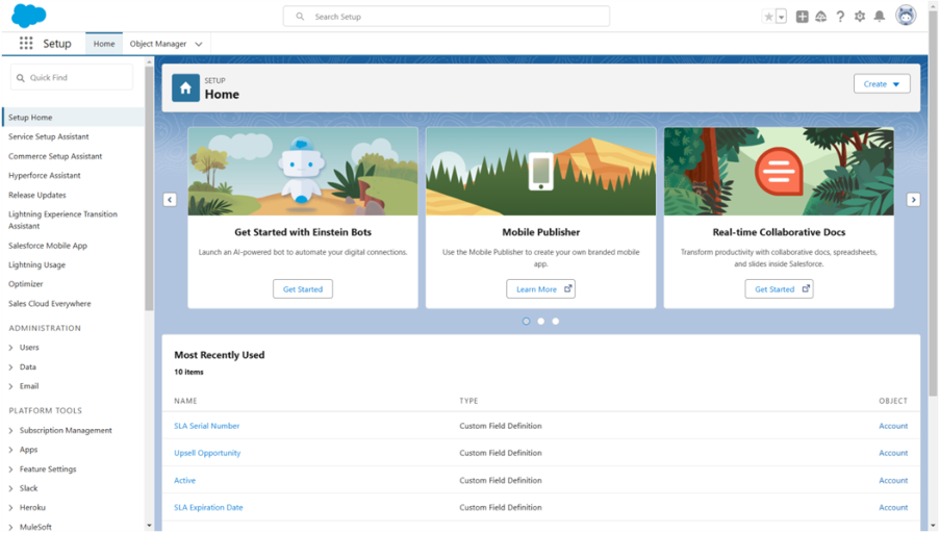 Search Setup
Setup
Home
Object Manager
Quick Find
Setup Home
Service Setup Assistant
Commerce Setup Assistant
Hyperforce Assistant
Release Updates
Lightning Experience Transition
Assistant
Salesforce Mobile App
Lightning Usage
Optimizer
Sales Cloud Everywhere
ADMINISTRATION
Users
Data
Email
PLATFORM TOOLS
Subscription Management
Apps
Feature Settings
Slack
Heroku
MuleSoft
SETUP
Home
Create
Get Started with Einstein Bots
Launch an AI-powered bot to automate your digital connections.
Get Started
Mobile Publisher
Use the Mobile Publisher to create your own branded mobile
app.
Learn More
Real-time Collaborative Docs
Transform productivity with collaborative docs, spreadsheets,
and slides inside Salesforce.
Get Started
Most Recently Used
10 items
NAME TYPE OBJECT
SLA Serial Number Custom Field Definition Account
Upsell Opportunity Custom Field Definition Account
Active Custom Field Definition Account
SLA Expiration Date Custom Field Definition Account